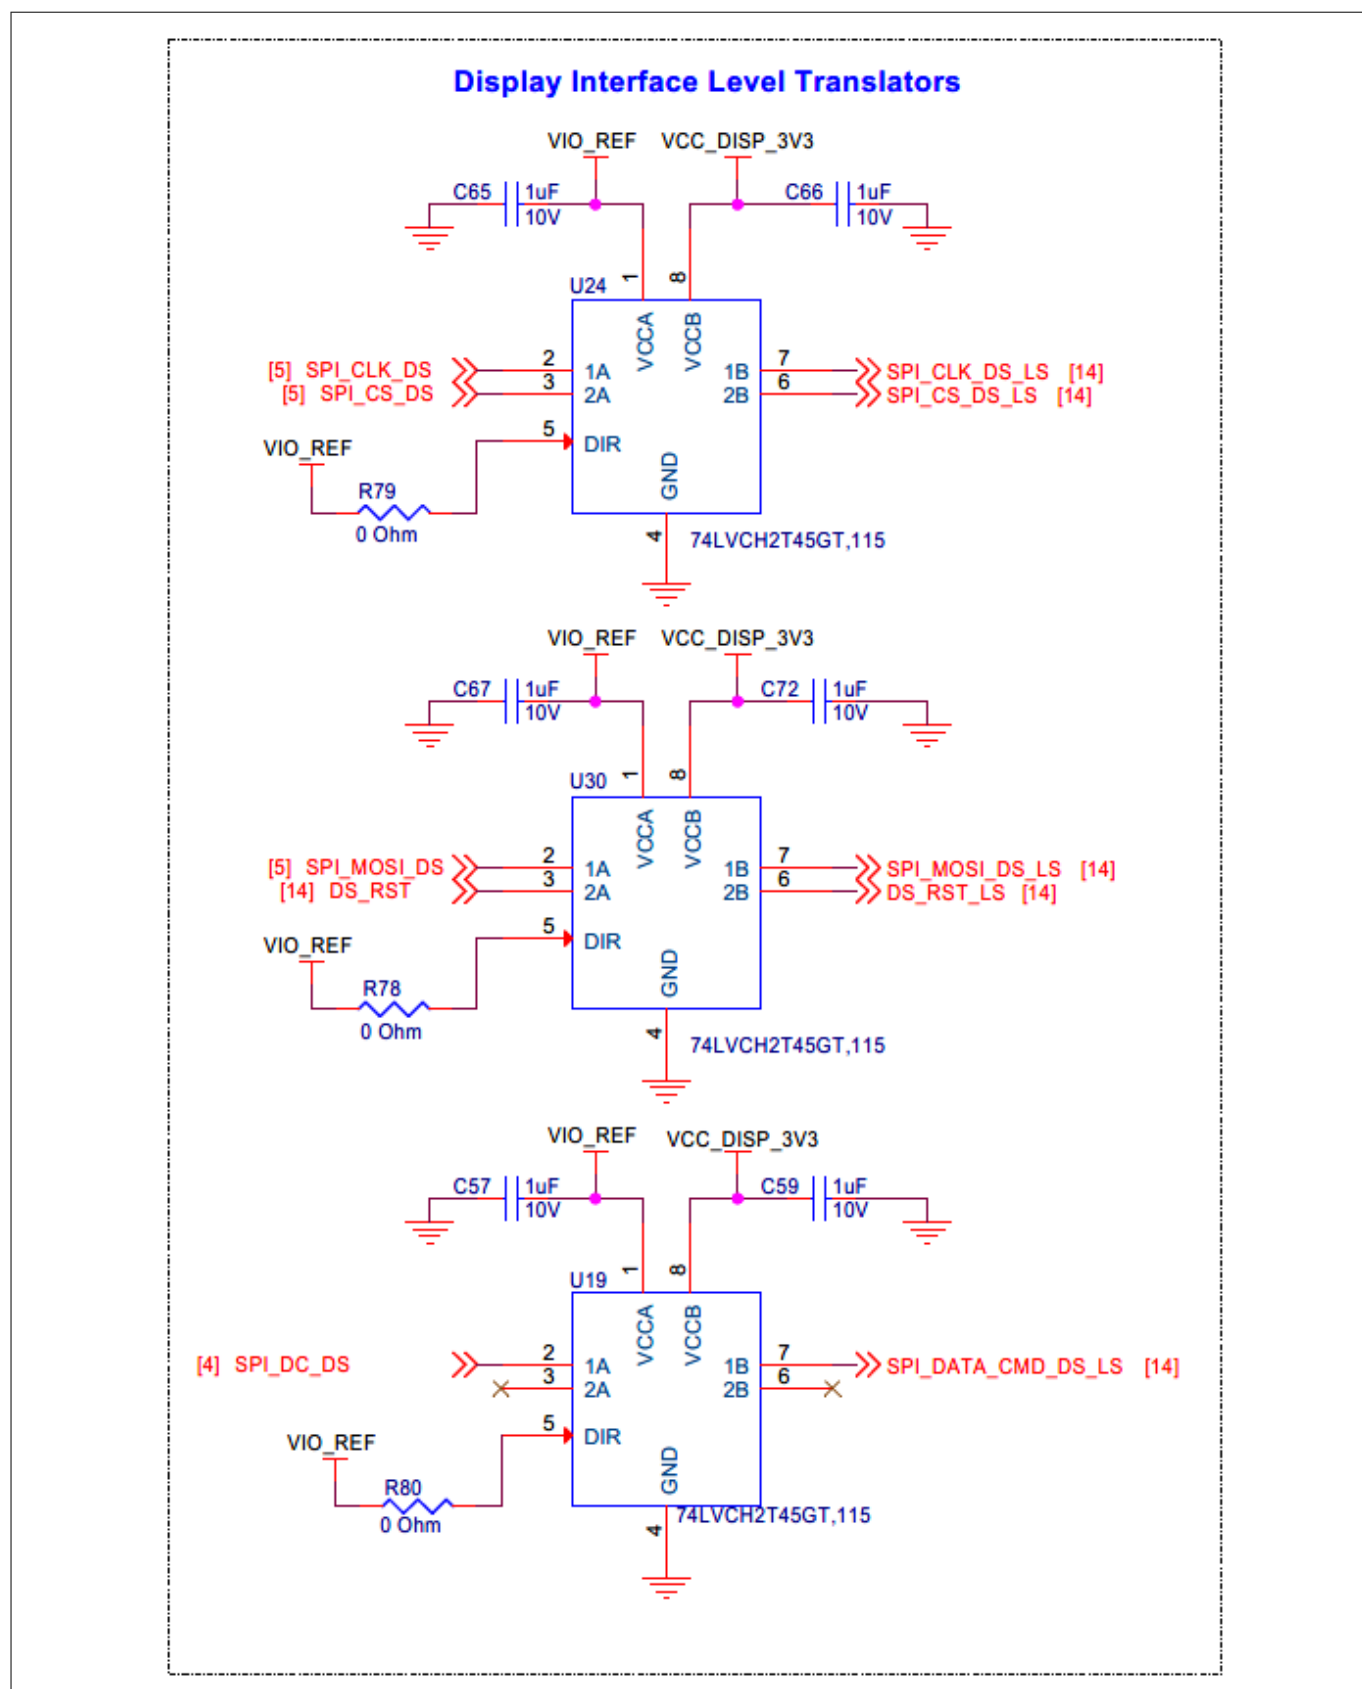 Display Interface Level Translators
VIO_REF VCC_DISP_3V3
C65 1uF 10V
C66 1uF 10V
1 8
U24
VCCA VCCB
[5] SPI_CLK_DS 2 1A 1B 7 SPI_CLK_DS_LS [14]
[5] SPI_CS_DS 3 2A 2B 6 SPI_CS_DS_LS [14]
5 DIR
VIO_REF
GND
R79
0 Ohm
4
74LVCH2T45GT,115
VIO_REF VCC_DISP_3V3
C67 1uF 10V
C72 1uF 10V
1 8
U30
VCCA VCCB
[5] SPI_MOSI_DS 2 1A 1B 7 SPI_MOSI_DS_LS [14]
[14] DS_RST 3 2A 2B 6 DS_RST_LS [14]
5 DIR
VIO_REF
GND
R78
0 Ohm
4
74LVCH2T45GT,115
VIO_REF VCC_DISP_3V3
C57 1uF 10V
C59 1uF 10V
1 8
U19
VCCA VCCB
[4] SPI_DC_DS 2 1A 1B 7 SPI_DATA_CMD_DS_LS [14]
3 2A 2B 6
5 DIR
VIO_REF
GND
R80
0 Ohm
4
74LVCH2T45GT,115